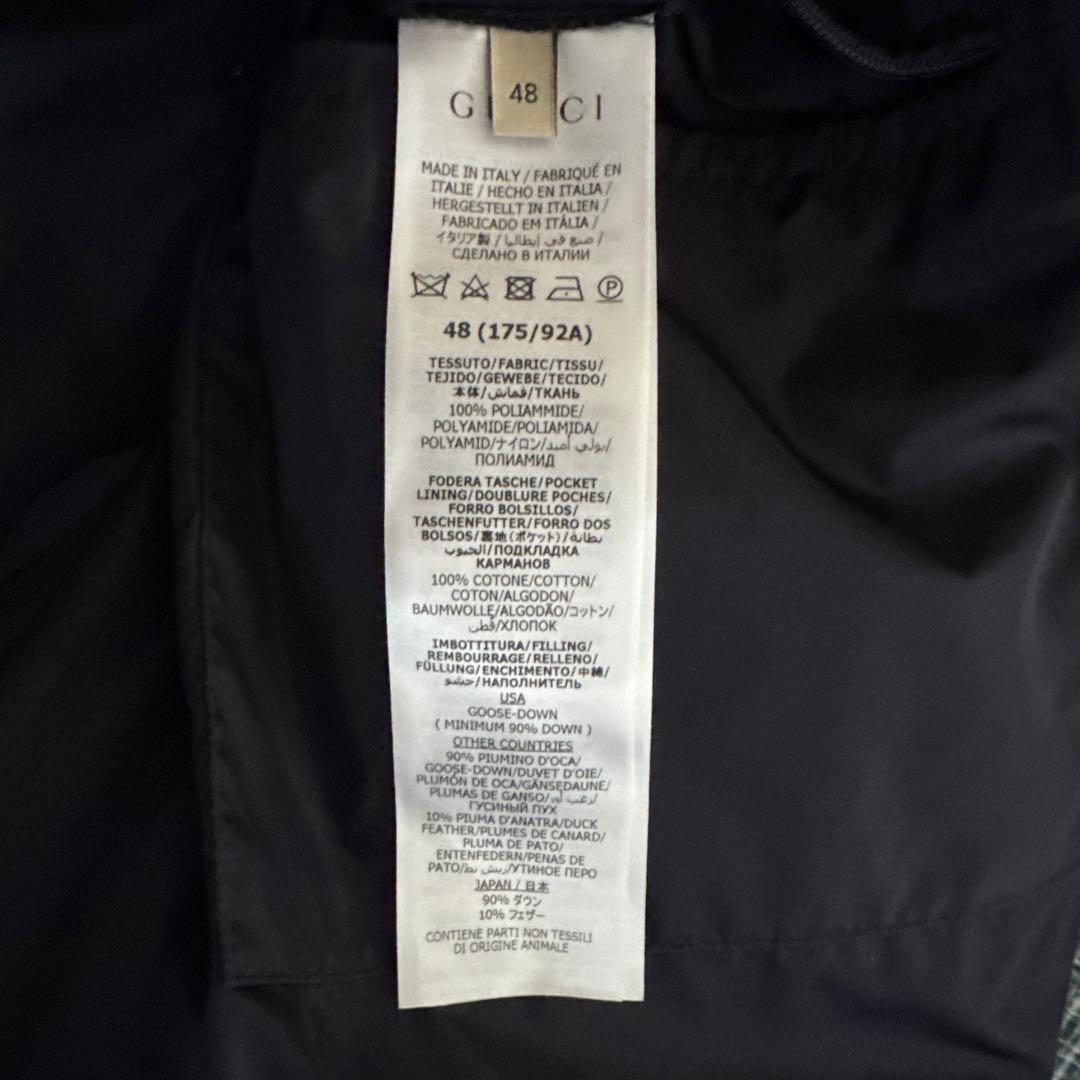 48
GUCCI
MADE IN ITALY / FABRIQUÉ EN
ITALIE / HECHO EN ITALIA /
HERGESTELLT IN ITALIEN /
FABRICADO EM ITÁLIA /
イタリア製 / صنع في إيطاليا /
СДЕЛАНО В ИТАЛИИ
P
48 (175/92A)
TESSUTO/FABRIC/TISSU/
TEJIDO/GEWEBE/TECIDO/
本体/قماش/ТКАНЬ
100% POLIAMMIDE/
POLYAMIDE/POLIAMIDA/
POLYAMID/ナイロン/بولي أميد/
ПОЛИАМИД
FODERA TASCHE/POCKET
LINING/DOUBLURE POCHES/
FORRO BOLSILLOS/
TASCHENFUTTER/FORRO DOS
BOLSOS/裏地(ポケット)/بطانة
الجيوب/ПОДКЛАДКА
КАРМАНОВ
100% COTONE/COTTON/
COTON/ALGODON/
BAUMWOLLE/ALGODÃO/コットン/
قطن/ХЛОПОК
IMBOTTITURA/FILLING/
REMBOURRAGE/RELLENO/
FÜLLUNG/ENCHIMENTO/中綿/
حشو/НАПОЛНИТЕЛЬ
USA
GOOSE-DOWN
( MINIMUM 90% DOWN )
OTHER COUNTRIES
90% PIUMINO D'OCA/
GOOSE-DOWN/DUVET D'OIE/
PLUMÓN DE OCA/GÄNSEDAUNE/
PLUMAS DE GANSO/زغب أوز/
ГУСИНЫЙ ПУХ
10% PIUMA D'ANATRA/DUCK
FEATHER/PLUMES DE CANARD/
PLUMA DE PATO/
ENTENFEDERN/PENAS DE
PATO/ريش بط/УТИНОЕ ПЕРО
JAPAN / 日本
90% ダウン
10% フェザー
CONTIENE PARTI NON TESSILI
DI ORIGINE ANIMALE